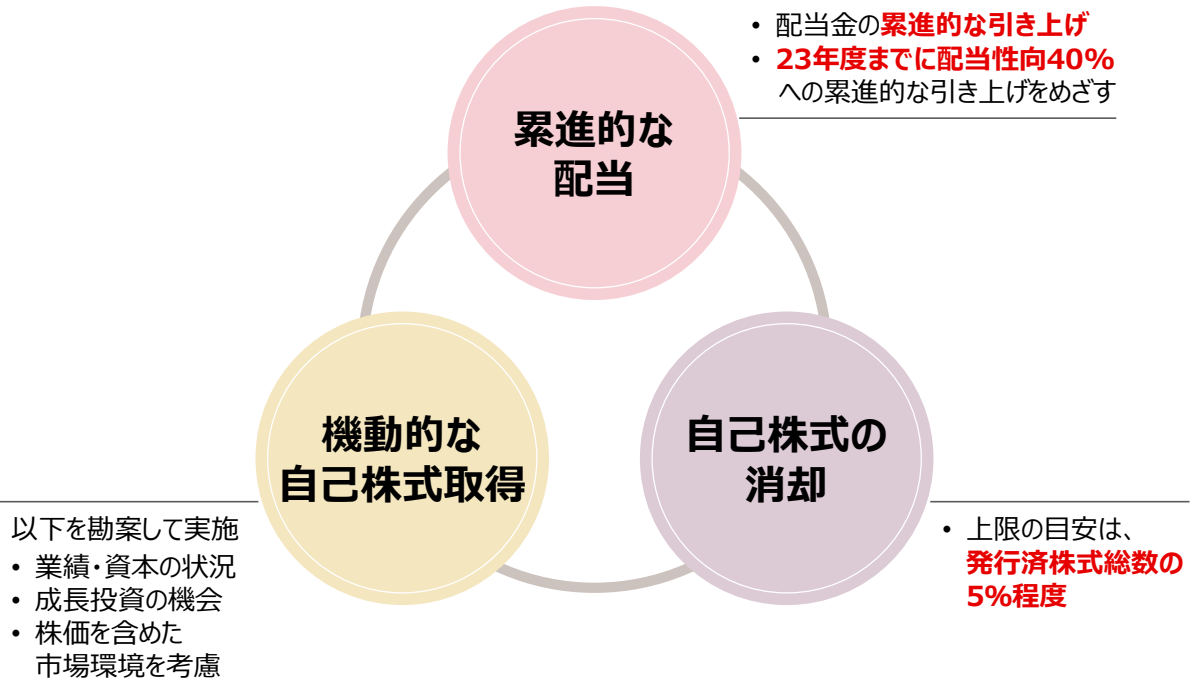 • 配当金の累進的な引き上げ
• 23年度までに配当性向40%
への累進的な引き上げをめざす
累進的な
配当
機動的な
自己株式取得
自己株式の
消却
以下を勘案して実施
• 業績・資本の状況
• 成長投資の機会
• 株価を含めた
市場環境を考慮
• 上限の目安は、
発行済株式総数の
5%程度